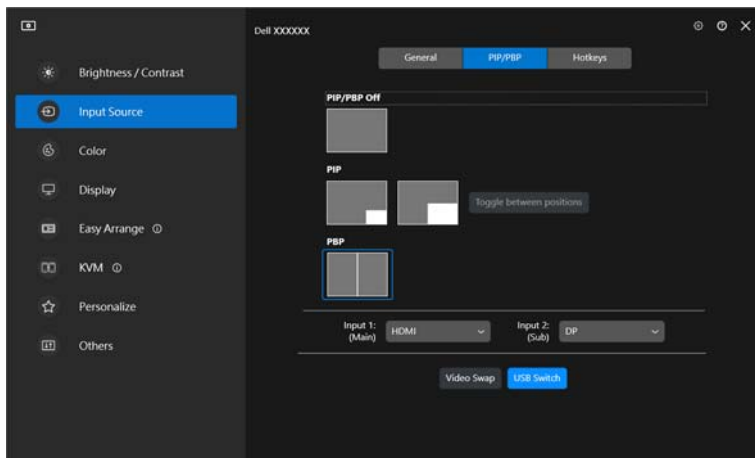 Dell XXXXXX
Brightness / Contrast
Input Source
Color
Display
Easy Arrange
KVM
Personalize
Others
General PIP/PBP Hotkeys
PIP/PBP Off
PIP
Toggle between positions
PBP
Input 1: (Main) HDMI
Input 2: (Sub) DP
Video Swap USB Switch